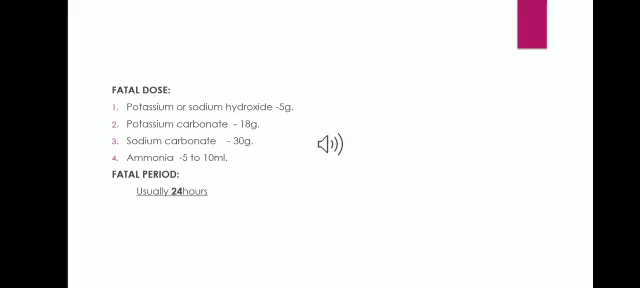 FATAL DOSE:
1. Potassium or sodium hydroxide -5g.
2. Potassium carbonate - 18g.
3. Sodium carbonate - 30g.
4. Ammonia -5 to 10ml.
FATAL PERIOD:
Usually 24hours